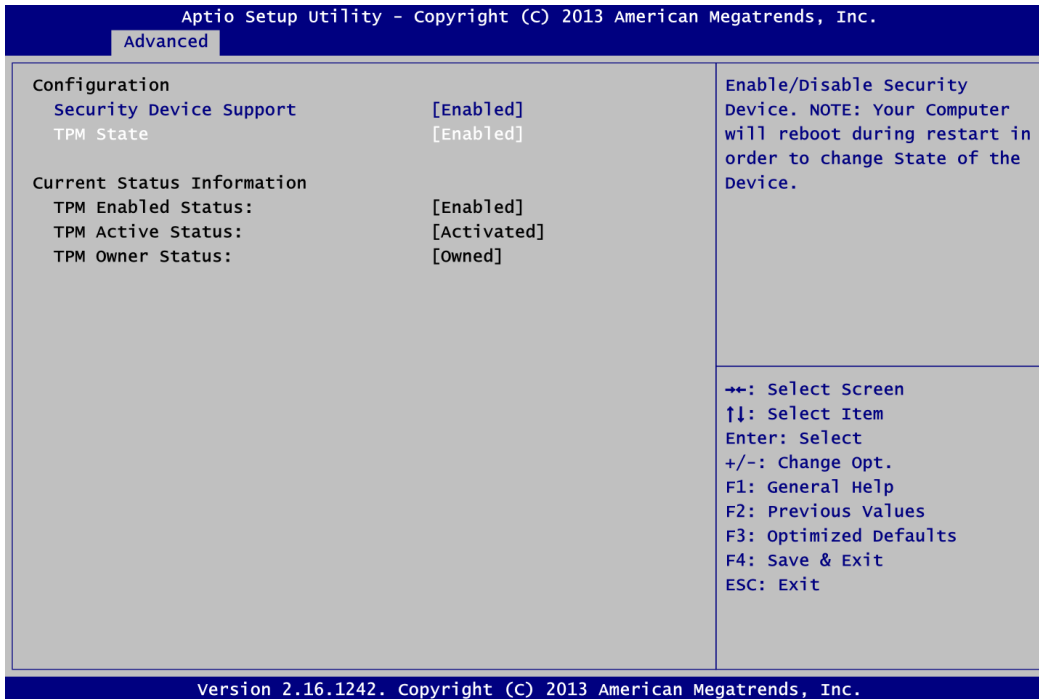 Aptio Setup Utility - Copyright (C) 2013 American Megatrends, Inc.
Advanced
Configuration
Security Device Support [Enabled]
TPM State [Enabled]
Current Status Information
TPM Enabled Status: [Enabled]
TPM Active Status: [Activated]
TPM Owner Status: [Owned]
Enable/Disable Security
Device. NOTE: Your Computer
will reboot during restart in
order to change State of the
Device.
→←: Select Screen
↑↓: Select Item
Enter: Select
+/-: Change Opt.
F1: General Help
F2: Previous Values
F3: Optimized Defaults
F4: Save & Exit
ESC: Exit
Version 2.16.1242. Copyright (C) 2013 American Megatrends, Inc.